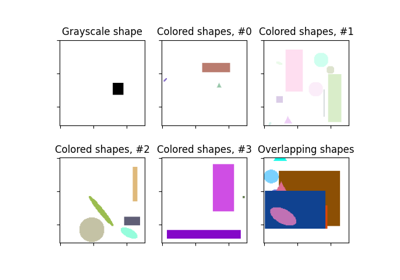 Grayscale shape
Colored shapes, #0
Colored shapes, #1
Colored shapes, #2
Colored shapes, #3
Overlapping shapes